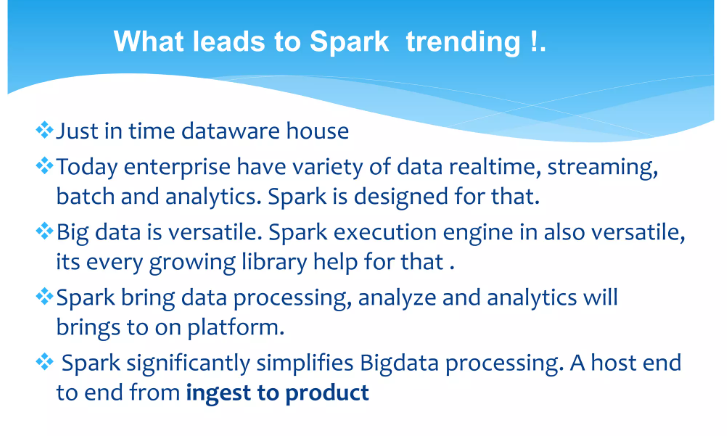 What leads to Spark trending !.
Just in time dataware house
Today enterprise have variety of data realtime, streaming,
batch and analytics. Spark is designed for that.
Big data is versatile. Spark execution engine in also versatile,
its every growing library help for that .
Spark bring data processing, analyze and analytics will
brings to on platform.
Spark significantly simplifies Bigdata processing. A host end
to end from ingest to product